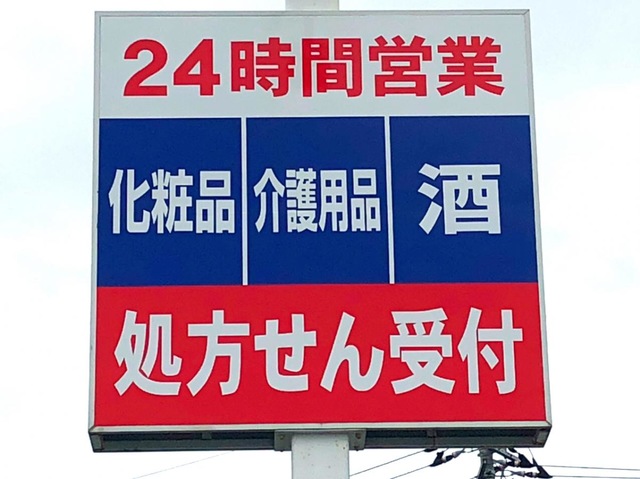 24時間営業
化粧品 介護用品 酒
処方せん受付